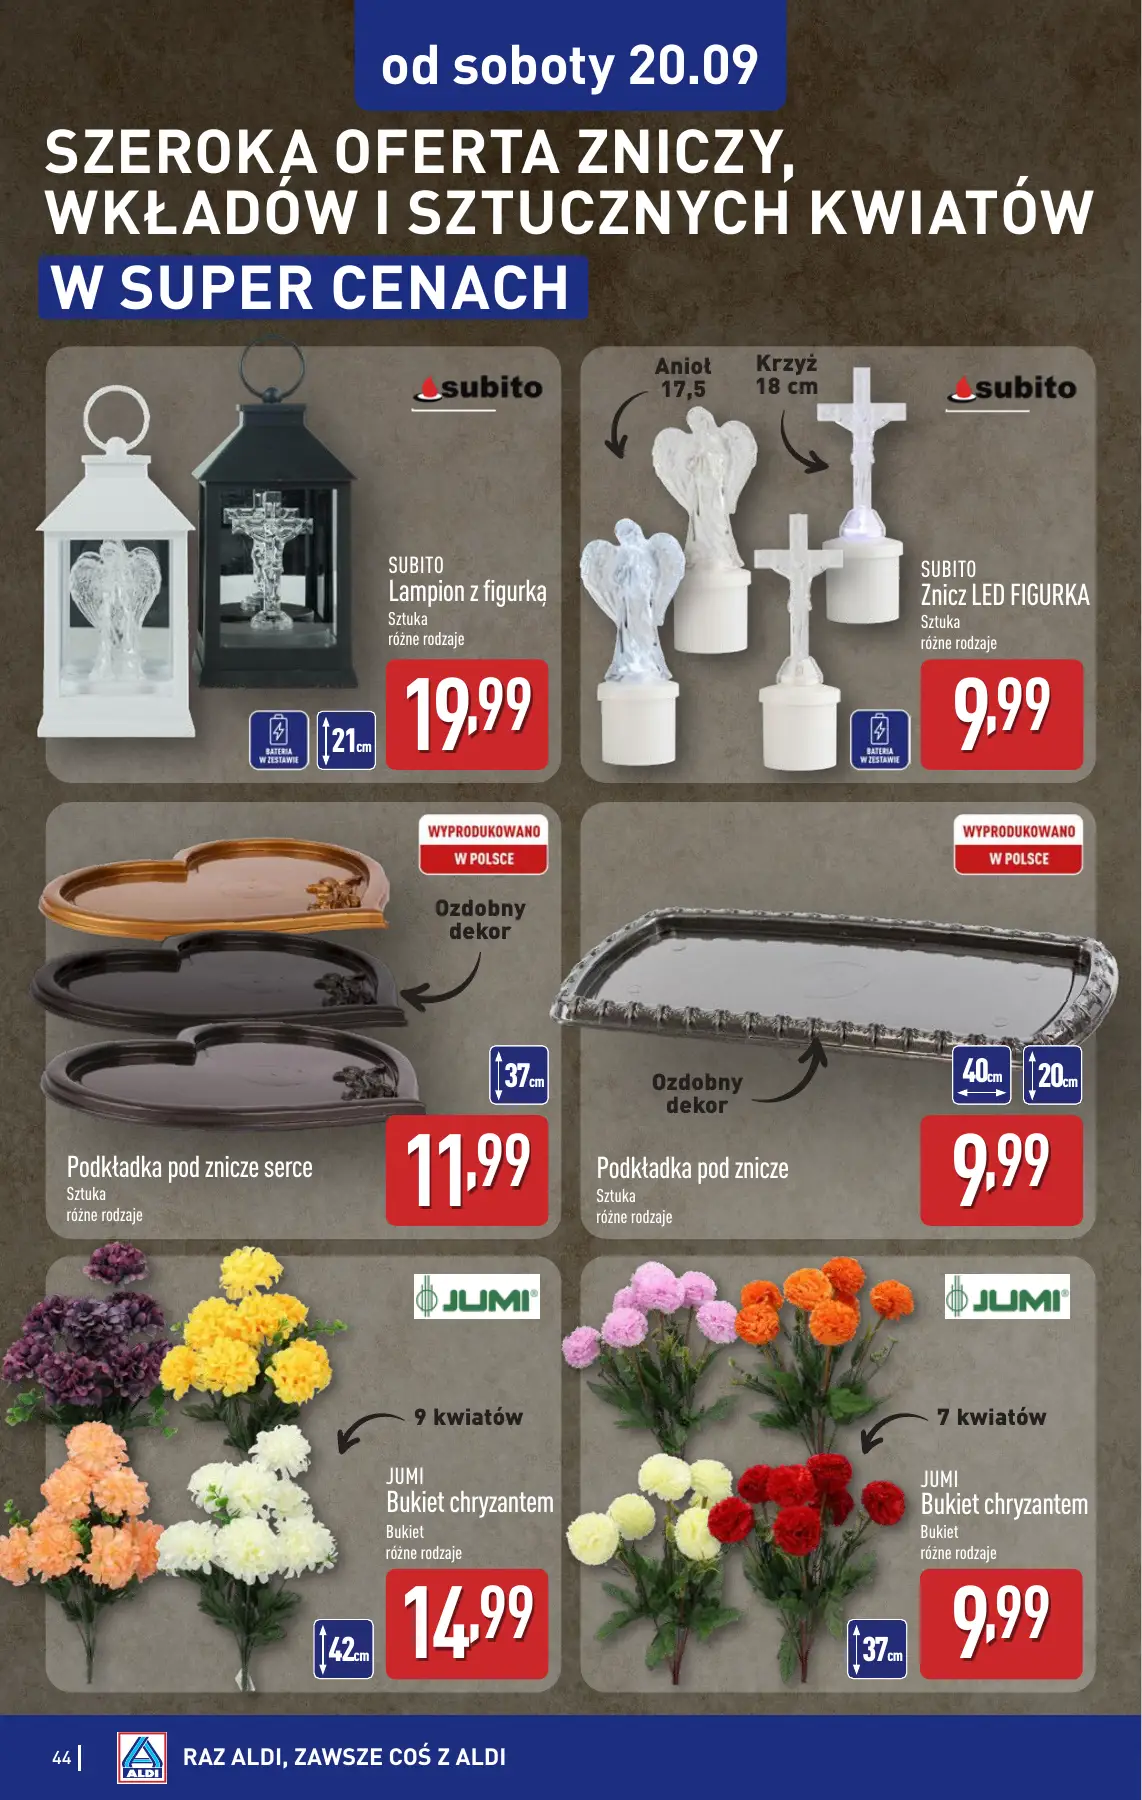 od soboty 20.09
SZEROKA OFERTA ZNICZY,
WKŁADÓW I SZTUCZNYCH KWIATÓW
W SUPER CENACH
subito
SUBITO
Lampion z figurką
Sztuka
różne rodzaje
BATERIA
W ZESTAWIE
21cm
19,99
Anioł
17,5
Krzyż
18 cm
subito
SUBITO
Znicz LED FIGURKA
Sztuka
różne rodzaje
BATERIA
W ZESTAWIE
9,99
WYPRODUKOWANO
W POLSCE
Ozdobny
dekor
37cm
Podkładka pod znicze serce
Sztuka
różne rodzaje
11,99
WYPRODUKOWANO
W POLSCE
Ozdobny
dekor
40cm
20cm
Podkładka pod znicze
Sztuka
różne rodzaje
9,99
JUMI®
9 kwiatów
JUMI
Bukiet chryzantem
Bukiet
różne rodzaje
42cm
14,99
JUMI®
7 kwiatów
JUMI
Bukiet chryzantem
Bukiet
różne rodzaje
37cm
9,99
44
ALDI
RAZ ALDI, ZAWSZE COŚ Z ALDI